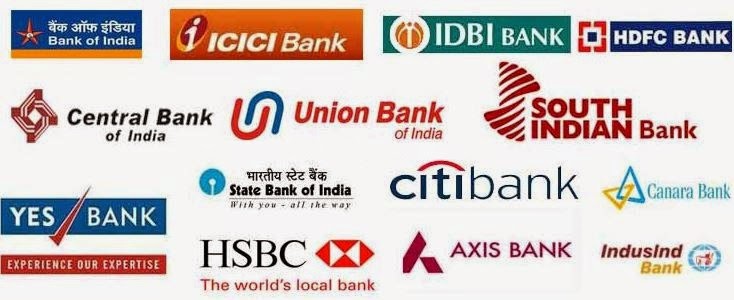 बैंक ऑफ़ इंडिया
Bank of India
ICICI Bank
IDBI BANK
HDFC BANK
Central Bank
of India
Union Bank
of India
SOUTH
INDIAN Bank
भारतीय स्टेट बैंक
State Bank of India
With you - all the way
citibank
Canara Bank
YES BANK
EXPERIENCE OUR EXPERTISE
HSBC
The world's local bank
AXIS BANK
IndusInd
Bank